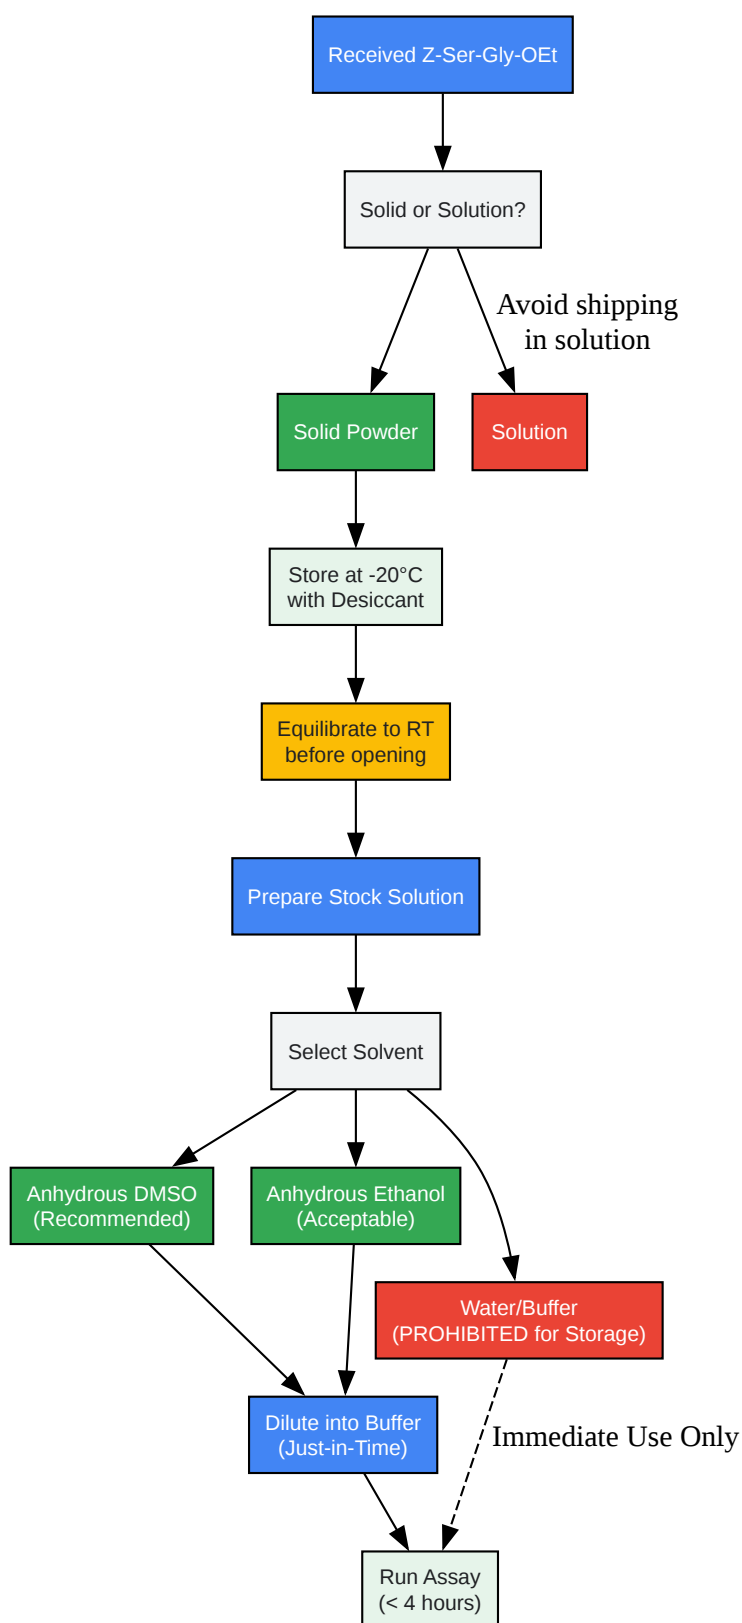 Received Z-Ser-Gly-OEt
Solid or Solution?
Avoid shipping
in solution
Solid Powder
Solution
Store at -20°C
with Desiccant
Equilibrate to RT
before opening
Prepare Stock Solution
Select Solvent
Anhydrous DMSO
(Recommended)
Anhydrous Ethanol
(Acceptable)
Water/Buffer
(PROHIBITED for Storage)
Dilute into Buffer
(Just-in-Time)
Immediate Use Only
Run Assay
(< 4 hours)